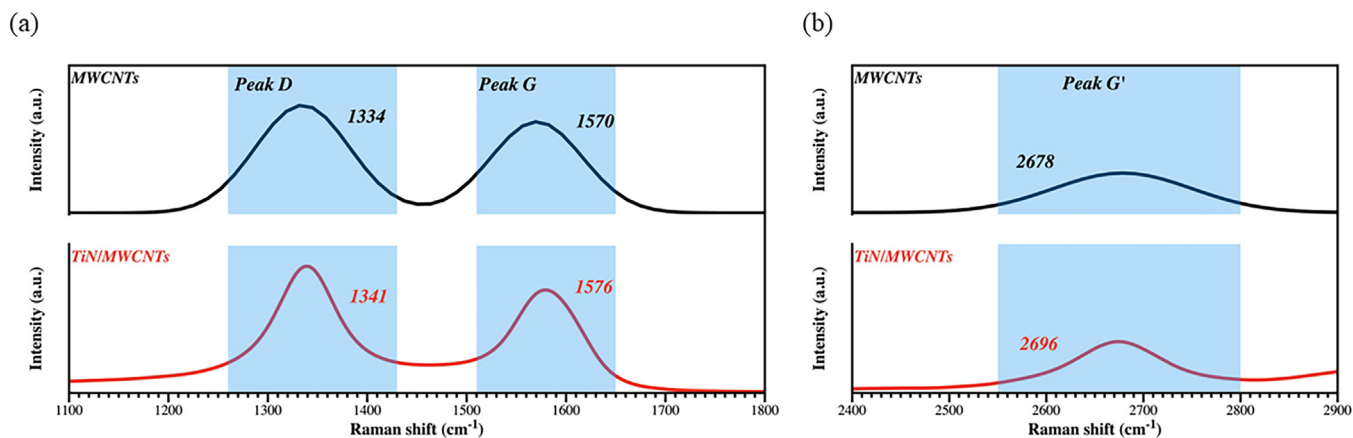 (a)
(b)
MWCNTs
Peak D
Peak G
1334
1570
Intensity (a.u.)
TiN/MWCNTs
1341
1576
Intensity (a.u.)
1100 1200 1300 1400 1500 1600 1700 1800
Raman shift (cm⁻¹)
MWCNTs
Peak G'
2678
Intensity (a.u.)
TiN/MWCNTs
2696
Intensity (a.u.)
2400 2500 2600 2700 2800 2900
Raman shift (cm⁻¹)